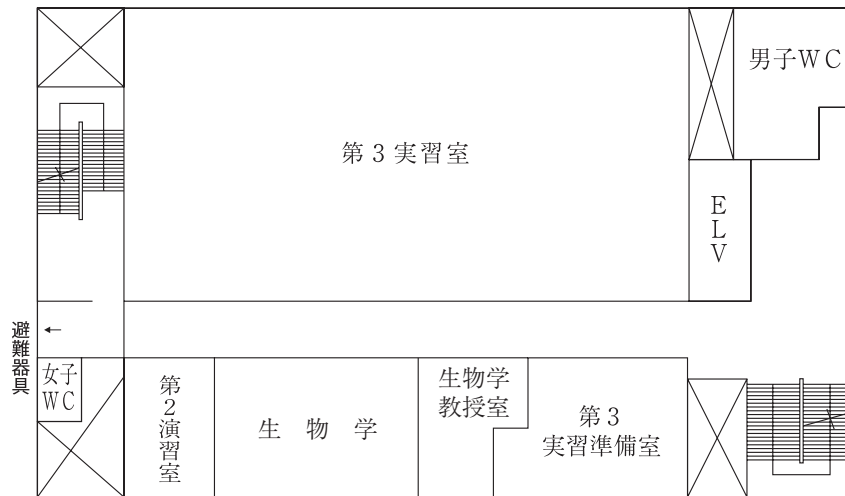 男子WC
第3実習室
ELV
避難器具
←
女子
WC
第2演習室
生物学
生物学
教授室
第3
実習準備室